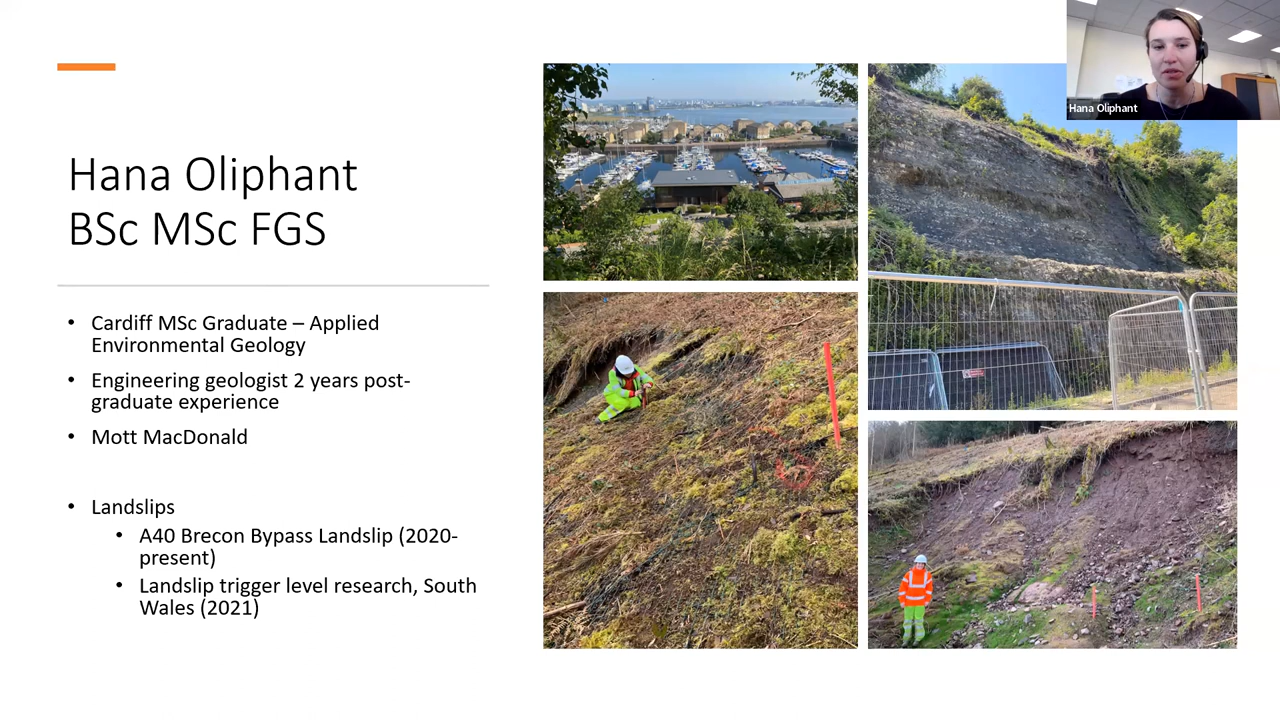 Hana Oliphant
Hana Oliphant
BSc MSc FGS
• Cardiff MSc Graduate – Applied
Environmental Geology
• Engineering geologist 2 years post-
graduate experience
• Mott MacDonald
• Landslips
• A40 Brecon Bypass Landslip (2020-
present)
• Landslip trigger level research, South
Wales (2021)